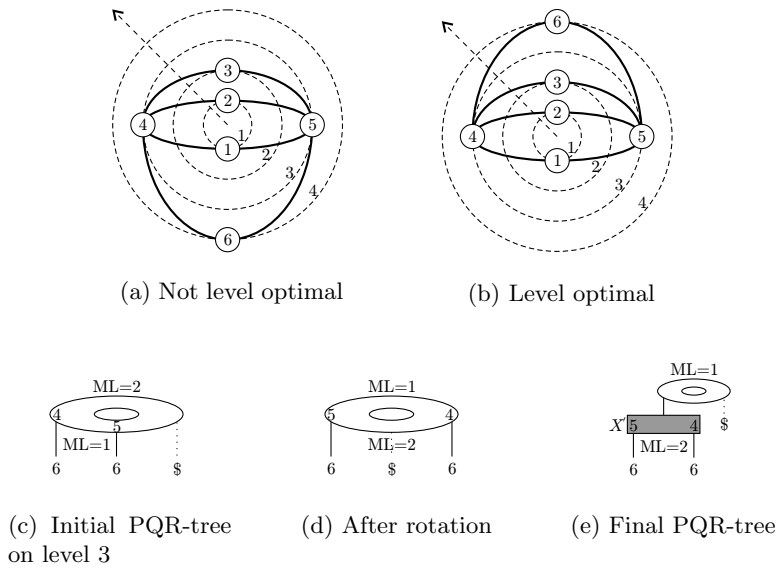 3
2
4
5
1
1
2
3
4
6
(a) Not level optimal
6
3
2
4
5
1
1
2
3
4
(b) Level optimal
ML=2
4
5
ML=1
6 6 $
(c) Initial PQR-tree
on level 3
ML=1
5 4
ML=2
6 $ 6
(d) After rotation
ML=1
X' 5 4 $
ML=2
6 6
(e) Final PQR-tree